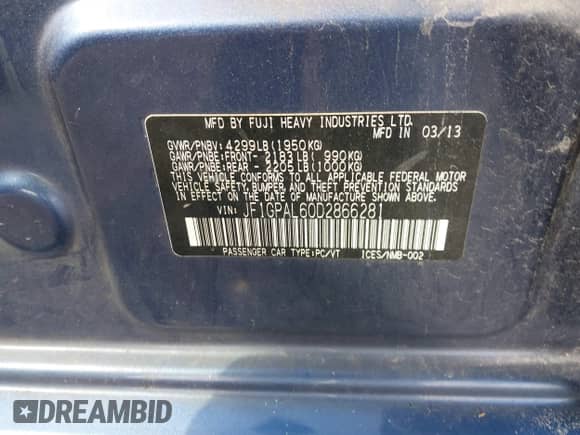 MFD BY FUJI HEAVY INDUSTRIES LTD.
MFD IN 03/13
GVWR/PNBV: 4299LB(1950KG)
GAWR/PNBE:FRONT- 2183LB( 990KG)
GAWR/PNBE:REAR - 2205LB(1000KG)
THIS VEHICLE CONFORMS TO ALL APPLICABLE FEDERAL MOTOR
VEHICLE SAFETY, BUMPER, AND THEFT PREVENTION STANDARDS
IN EFFECT ON THE DATE OF MANUFACTURE SHOWN ABOVE.
VIN: JF1GPAL60D2866281
PASSENGER CAR TYPE:PC/VT ICES/NMB-002
DREAMBID